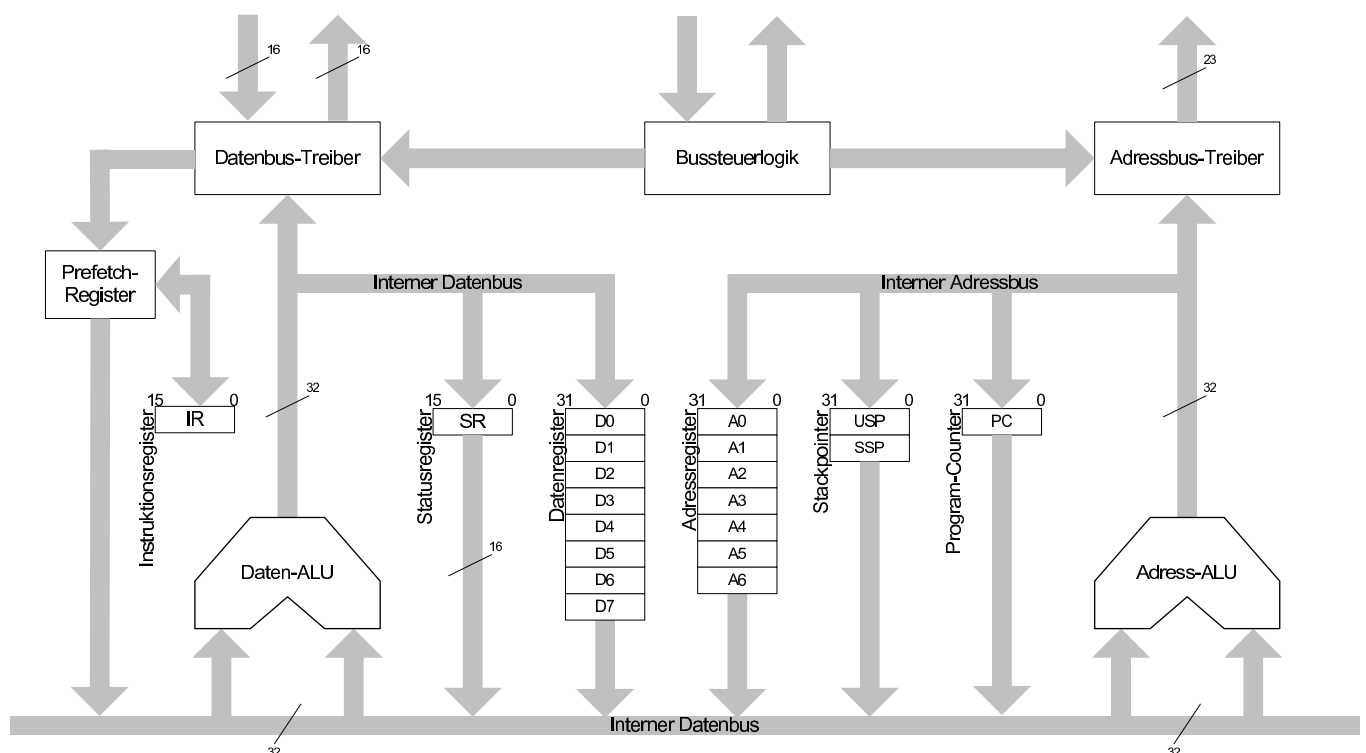 16
16
23
Datenbus-Treiber
Bussteuerlogik
Adressbus-Treiber
Prefetch-
Register
Interner Datenbus
Interner Adressbus
32
32
Instruktionsregister
15 0
IR
Statusregister
15 0
SR
Datenregister
31 0
D0
D1
D2
D3
D4
D5
D6
D7
Adressregister
31 0
A0
A1
A2
A3
A4
A5
A6
Stackpointer
31 0
USP
SSP
Program-Counter
31 0
PC
16
Daten-ALU
Adress-ALU
Interner Datenbus
32
32